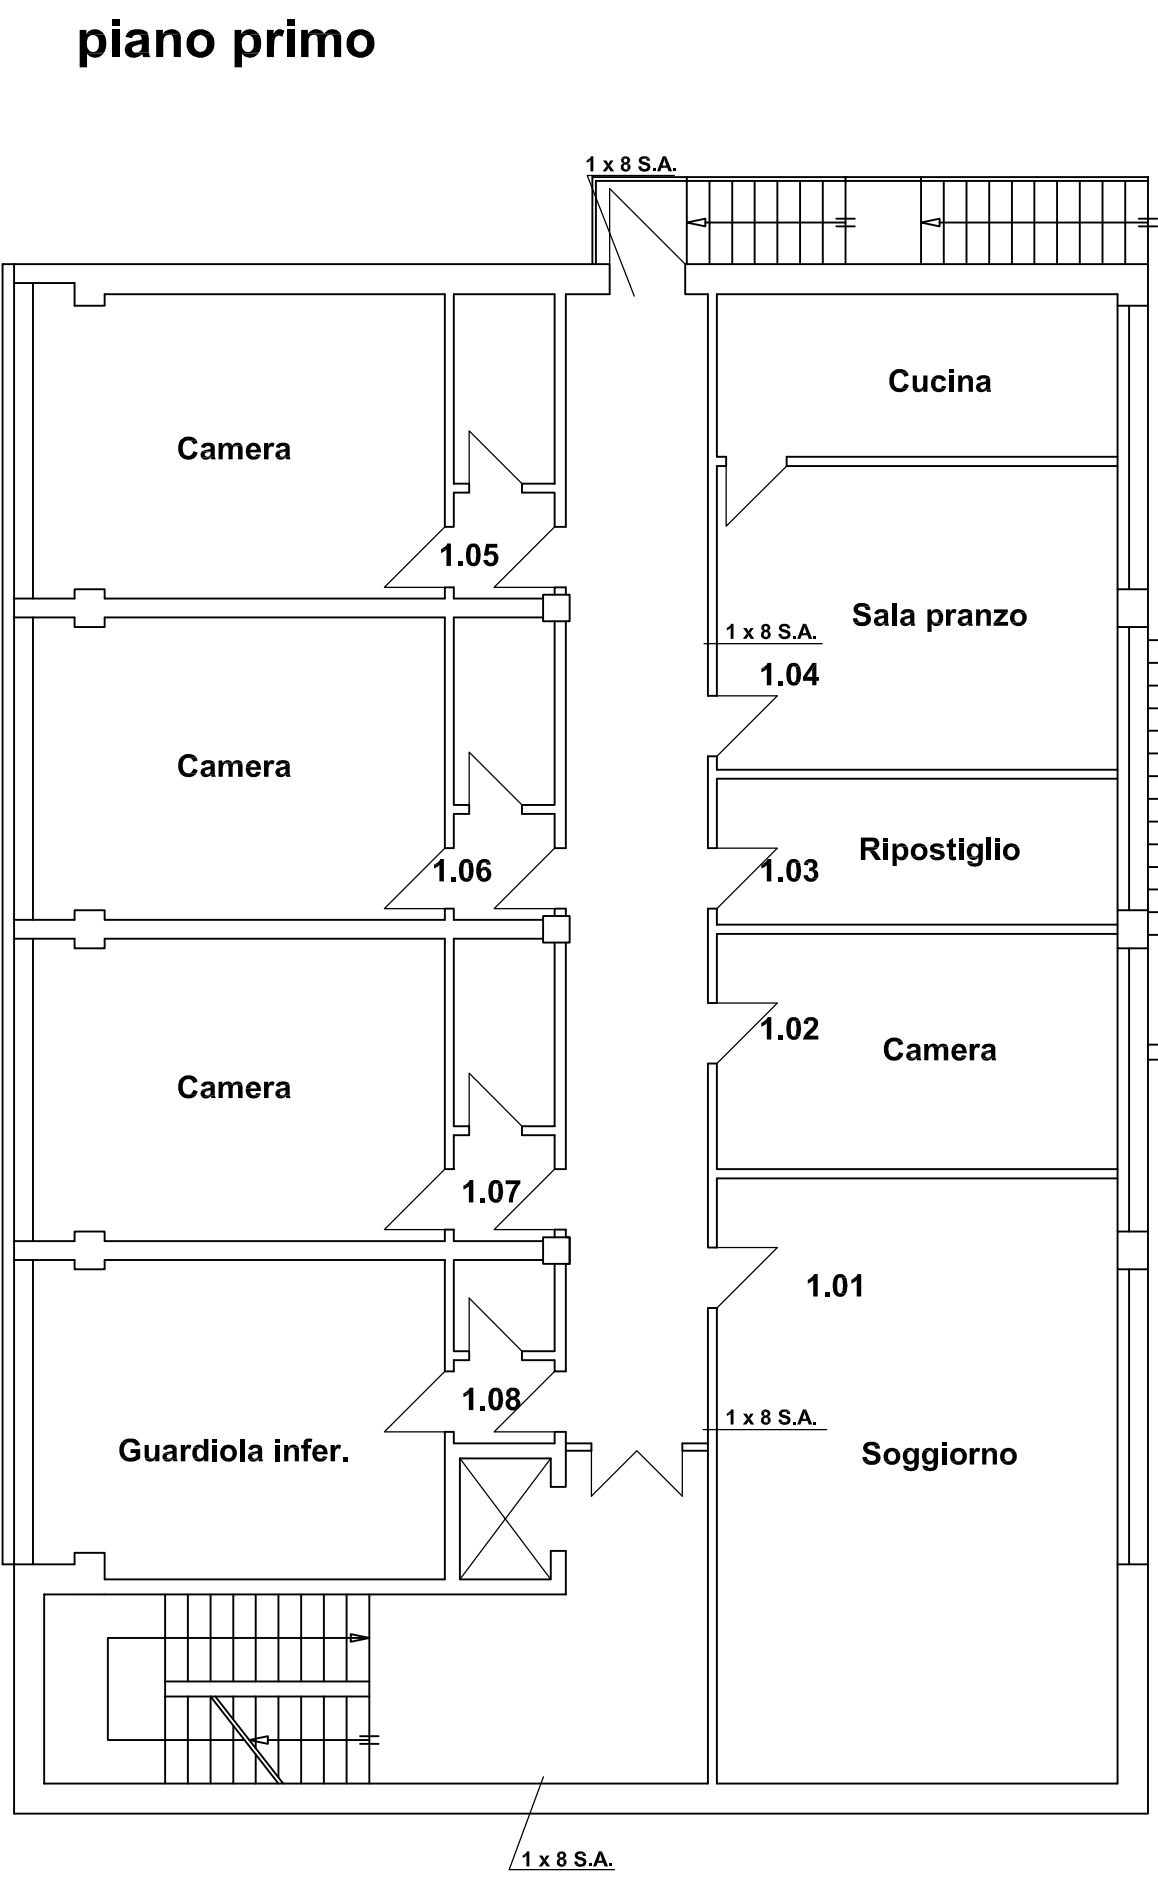 piano primo
1 x 8 S.A.
Cucina
Camera
1.05
Sala pranzo
1 x 8 S.A.
1.04
Camera
Ripostiglio
1.06
1.03
1.02
Camera
Camera
1.07
1.01
1.08
1 x 8 S.A.
Guardiola infer.
Soggiorno
1 x 8 S.A.